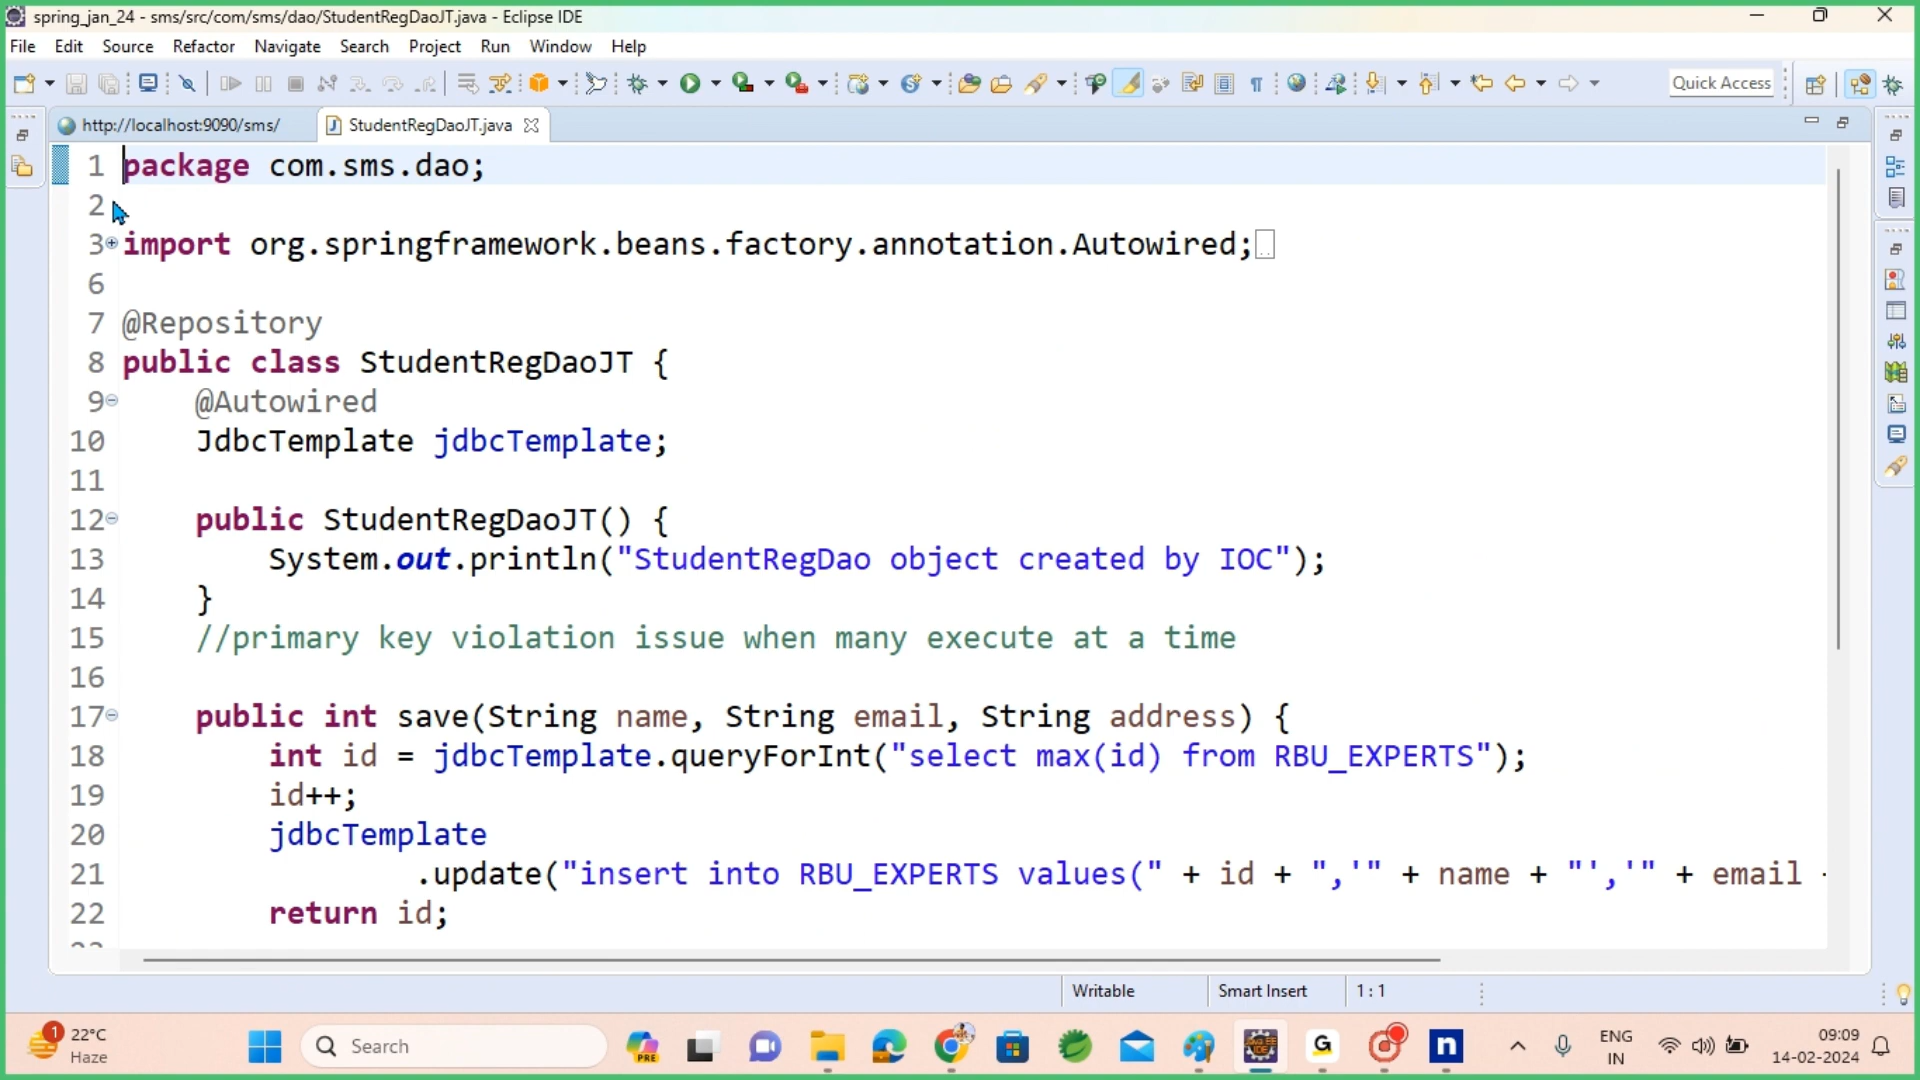 spring_jan_24 - sms/src/com/sms/dao/StudentRegDaoJT.java - Eclipse IDE
File Edit Source Refactor Navigate Search Project Run Window Help
Quick Access
http://localhost:9090/sms/ StudentRegDaoJT.java
1 package com.sms.dao;
2
3 import org.springframework.beans.factory.annotation.Autowired;
6
7 @Repository
8 public class StudentRegDaoJT {
9 @Autowired
10 JdbcTemplate jdbcTemplate;
11
12 public StudentRegDaoJT() {
13 System.out.println("StudentRegDao object created by IOC");
14 }
15 //primary key violation issue when many execute at a time
16
17 public int save(String name, String email, String address) {
18 int id = jdbcTemplate.queryForInt("select max(id) from RBU_EXPERTS");
19 id++;
20 jdbcTemplate
21 .update("insert into RBU_EXPERTS values(" + id + ",'" + name + "','" + email
22 return id;
Writable Smart Insert 1 : 1
1 22°C
Haze
Search
PRE
ENG
IN
09:09
14-02-2024